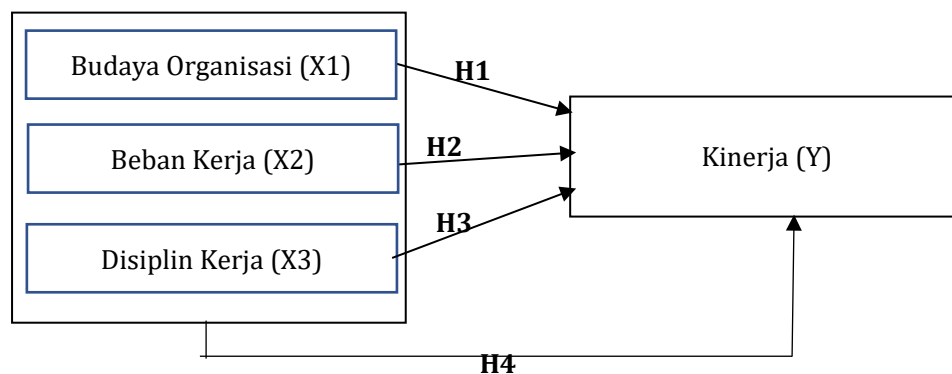 Budaya Organisasi (X1)
H1
Beban Kerja (X2)
H2
Kinerja (Y)
Disiplin Kerja (X3)
H3
H4